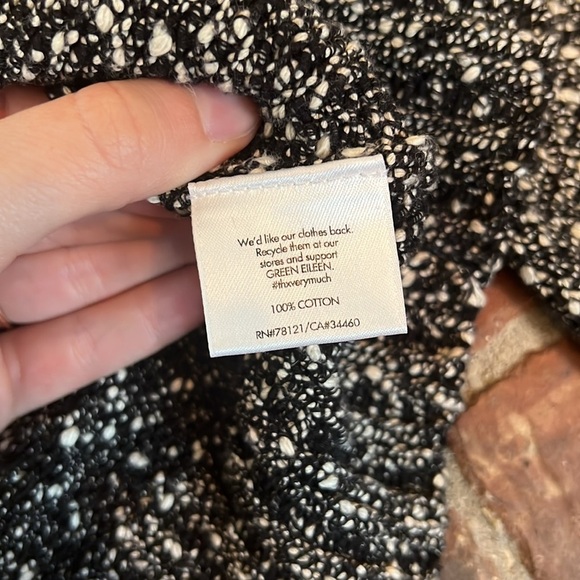 We'd like our clothes back.
Recycle them at our
stores and support
GREEN EILEEN.
#thxverymuch
100% COTTON
RN#78121/CA#34460